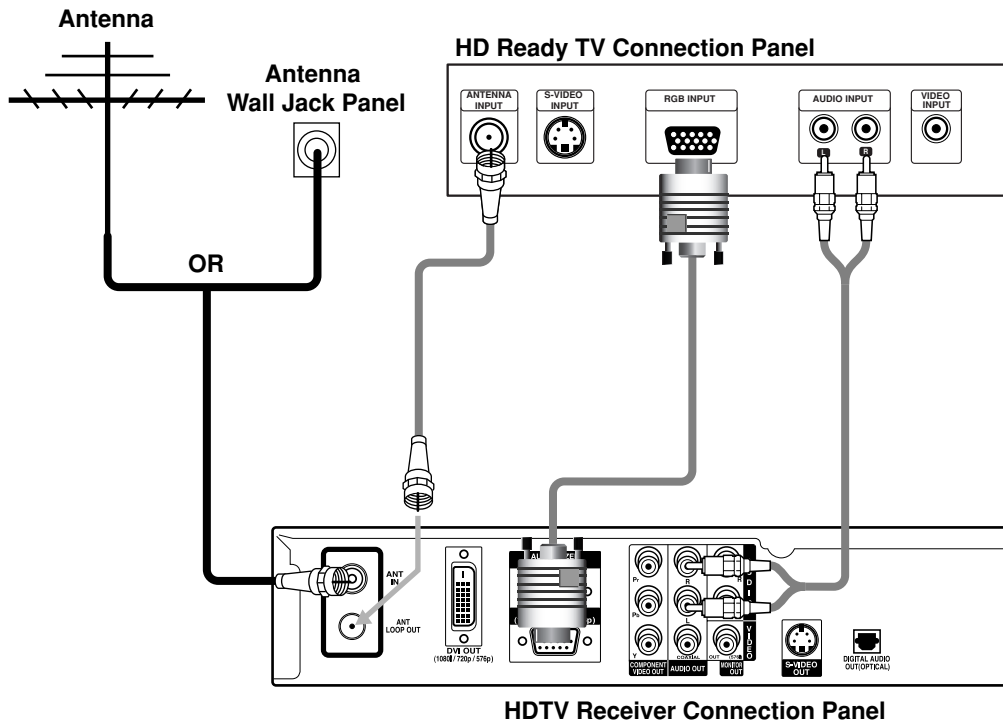 Antenna
HD Ready TV Connection Panel
Antenna
Wall Jack Panel
ANTENNA
INPUT
S-VIDEO
INPUT
RGB INPUT
AUDIO INPUT
VIDEO
INPUT
L
R
OR
ANT
IN
ANT
LOOP OUT
DVI OUT
(1080i / 720p / 576p)
Pr
R
R
PB
L
Y
COAXIAL
OUT
VIDEO
COMPONENT
VIDEO OUT
AUDIO OUT
MONITOR
OUT
S-VIDEO
OUT
DIGITAL AUDIO
OUT(OPTICAL)
HDTV Receiver Connection Panel